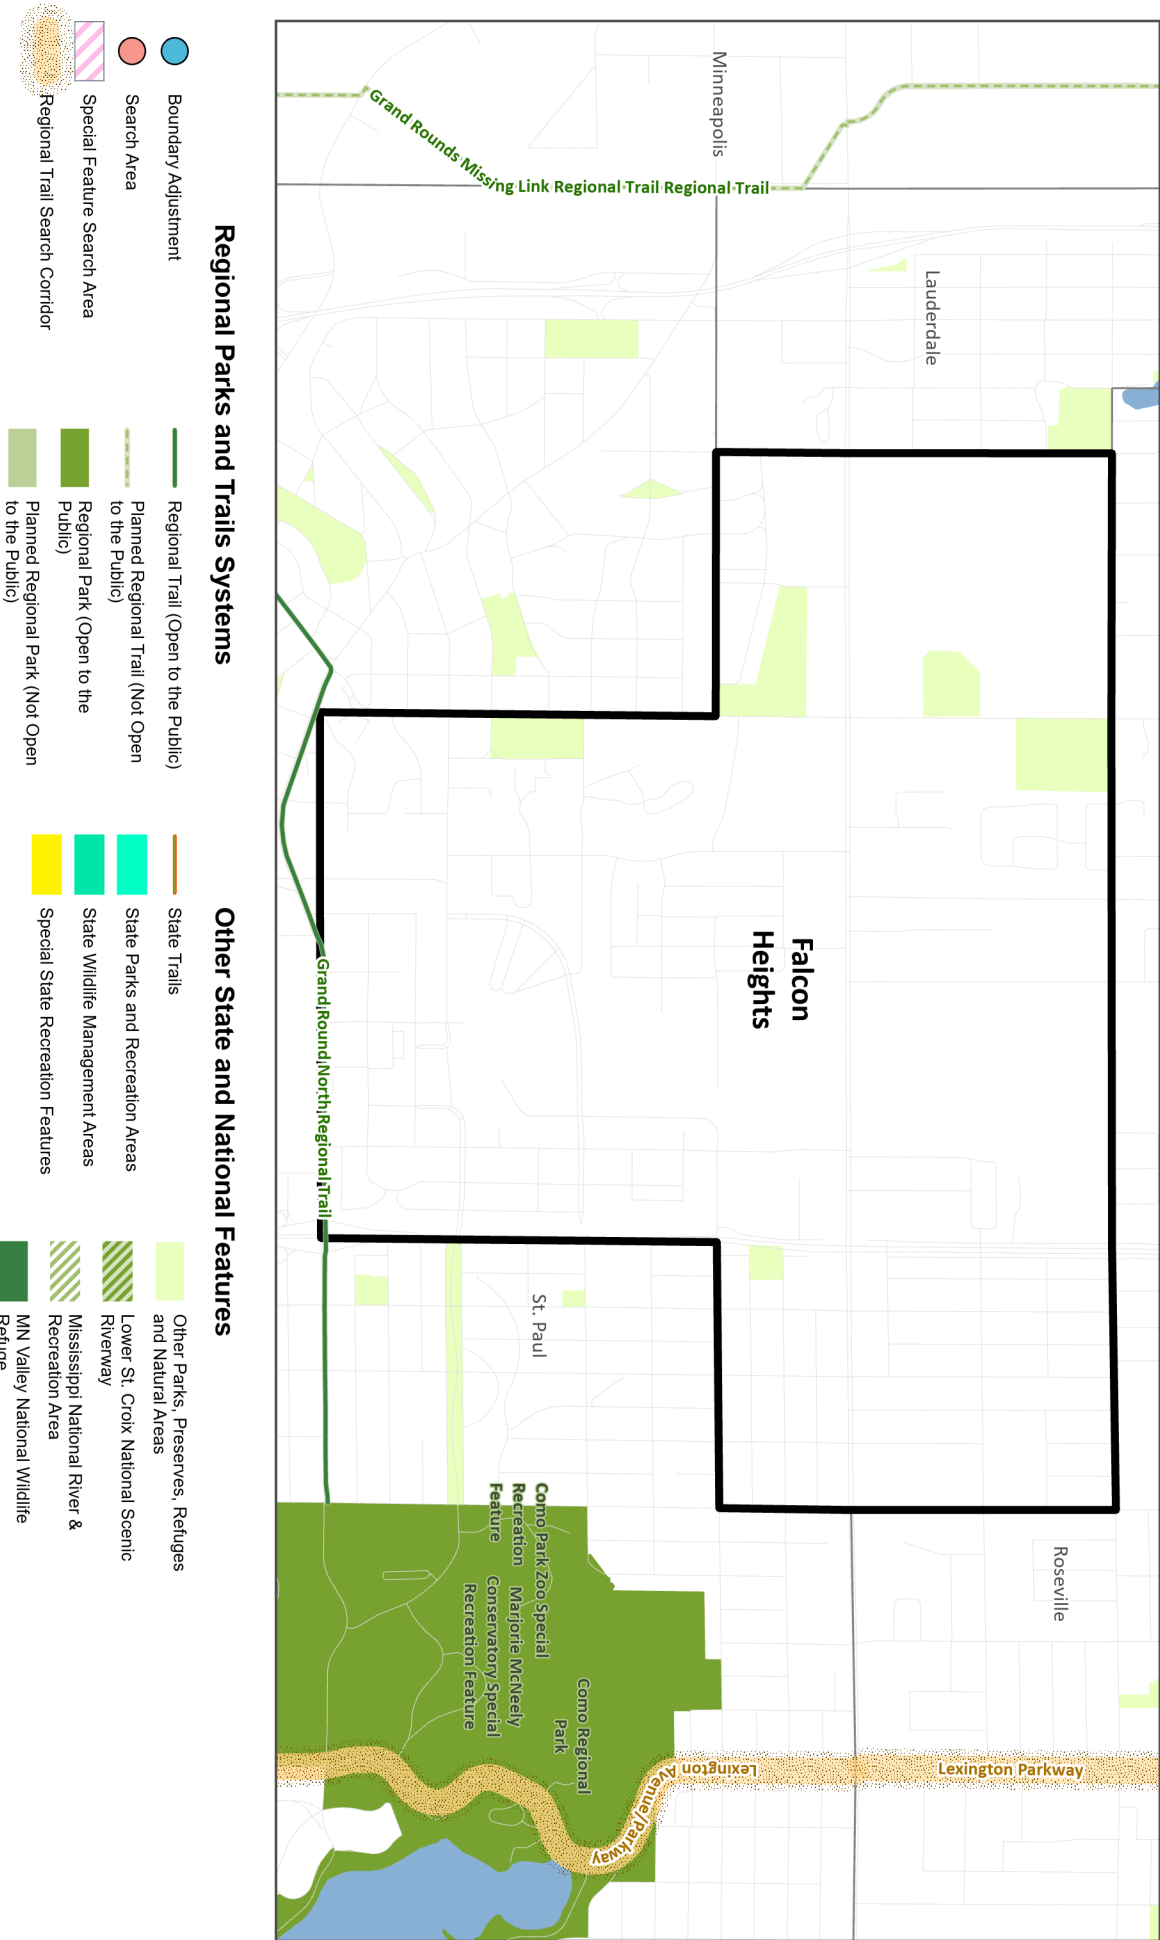 Minneapolis
Lauderdale
Grand Rounds Missing Link Regional Trail Regional Trail
Falcon
Heights
Grand Round North Regional Trail
St. Paul
Roseville
Como Park Zoo Special
Recreation
Feature
Marjorie McNeely
Conservatory Special
Recreation Feature
Como Regional
Park
Lexington
Avenue/Parkway
Lexington Parkway
Regional Parks and Trails Systems
Boundary Adjustment
Search Area
Special Feature Search Area
Regional Trail Search Corridor
Regional Trail (Open to the Public)
Planned Regional Trail (Not Open
to the Public)
Regional Park (Open to the
Public)
Planned Regional Park (Not Open
to the Public)
Other State and National Features
State Trails
State Parks and Recreation Areas
State Wildlife Management Areas
Special State Recreation Features
Other Parks, Preserves, Refuges
and Natural Areas
Lower St. Croix National Scenic
Riverway
Mississippi National River &
Recreation Area
MN Valley National Wildlife
Refuge